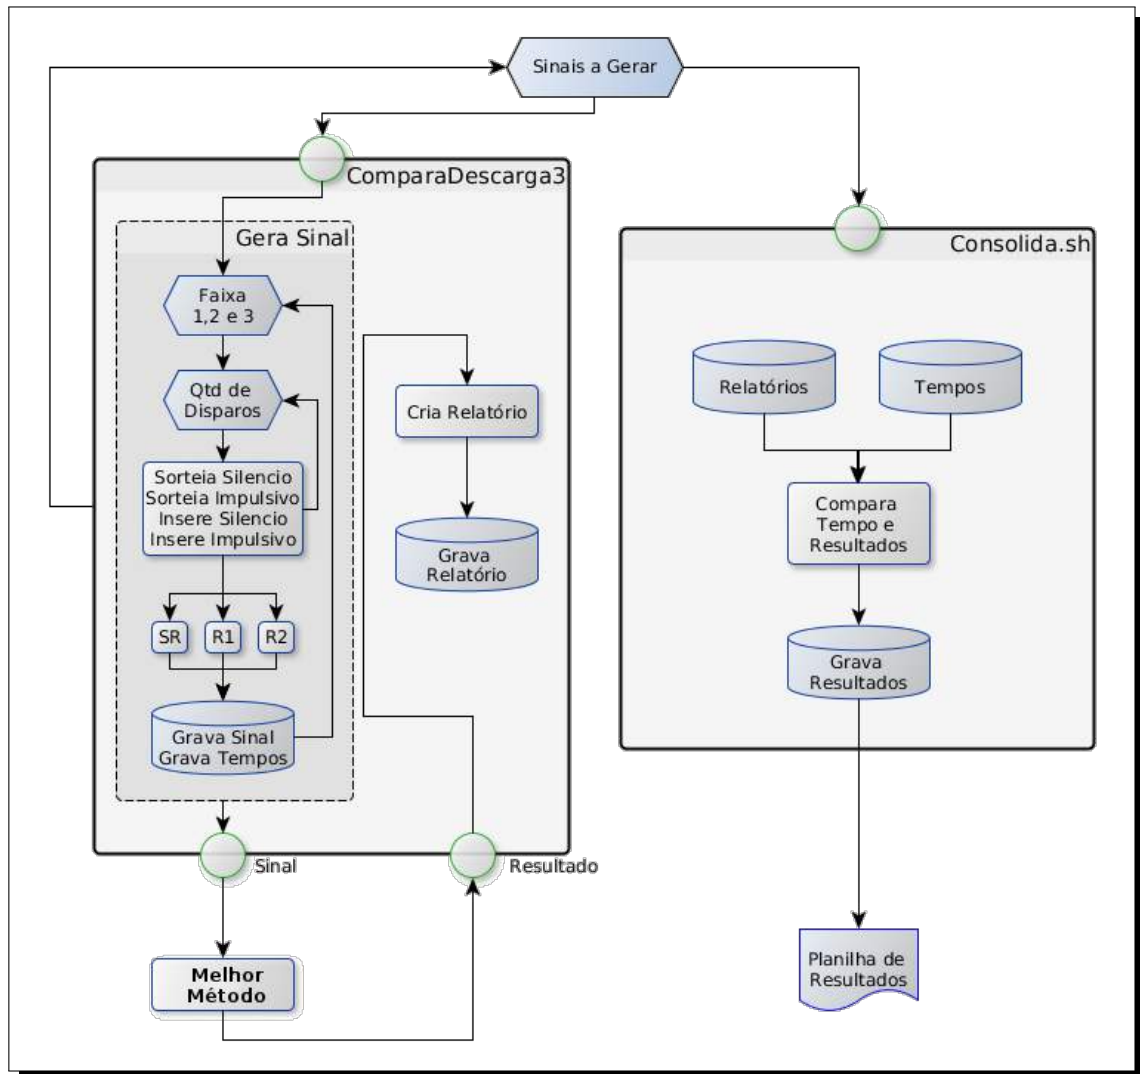 Sinais a Gerar
ComparaDescarga3
Gera Sinal
Faixa
1,2 e 3
Qtd de
Disparos
Sorteia Silencio
Sorteia Impulsivo
Insere Silencio
Insere Impulsivo
SR
R1
R2
Grava Sinal
Grava Tempos
Cria Relatório
Grava
Relatório
Sinal
Resultado
Melhor
Método
Consolida.sh
Relatórios
Tempos
Compara
Tempo e
Resultados
Grava
Resultados
Planilha de
Resultados